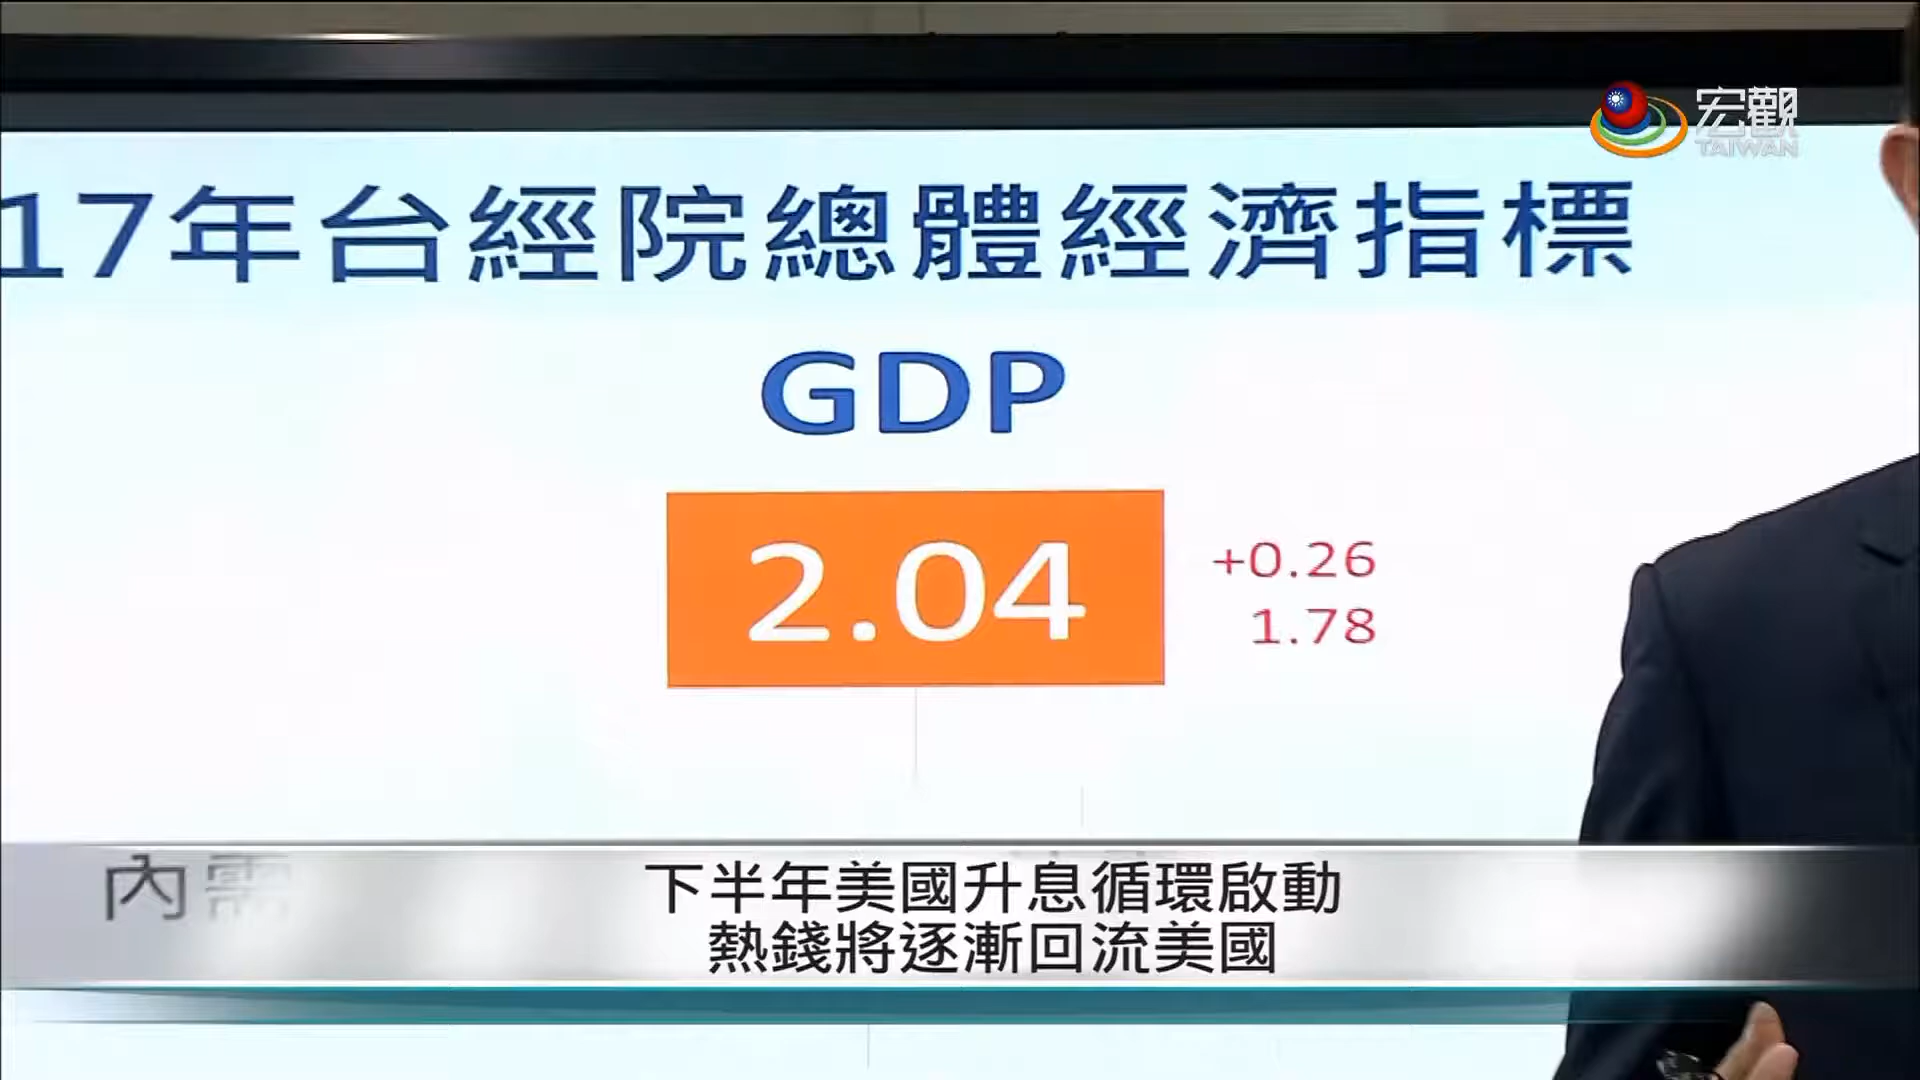 宏觀
TAIWAN
17年台經院總體經濟指標
GDP
2.04
+0.26
1.78
內需
下半年美國升息循環啟動
熱錢將逐漸回流美國